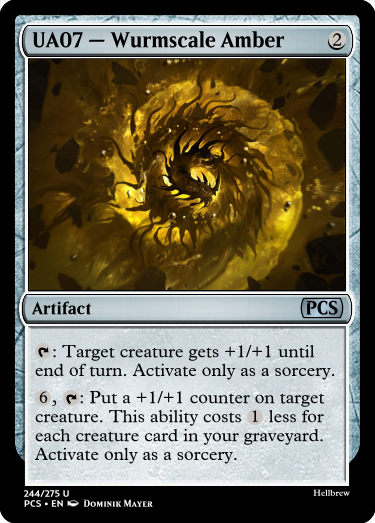 UA07 — Wurmscale Amber 2
Artifact PCS
: Target creature gets +1/+1 until
end of turn. Activate only as a sorcery.
6, : Put a +1/+1 counter on target
creature. This ability costs 1 less for
each creature card in your graveyard.
Activate only as a sorcery.
244/275 U Hellbrew
PCS • EN Dominik Mayer